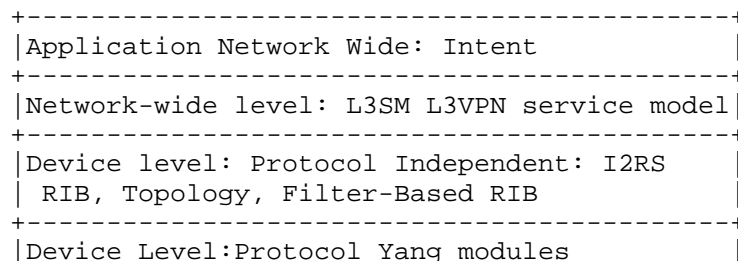 +--------------------------------------------+
|Application Network Wide: Intent            |
+--------------------------------------------+
|Network-wide level: L3SM L3VPN service model|
+--------------------------------------------+
|Device level: Protocol Independent: I2RS    |
| RIB, Topology, Filter-Based RIB            |
+--------------------------------------------+
|Device Level:Protocol Yang modules          |